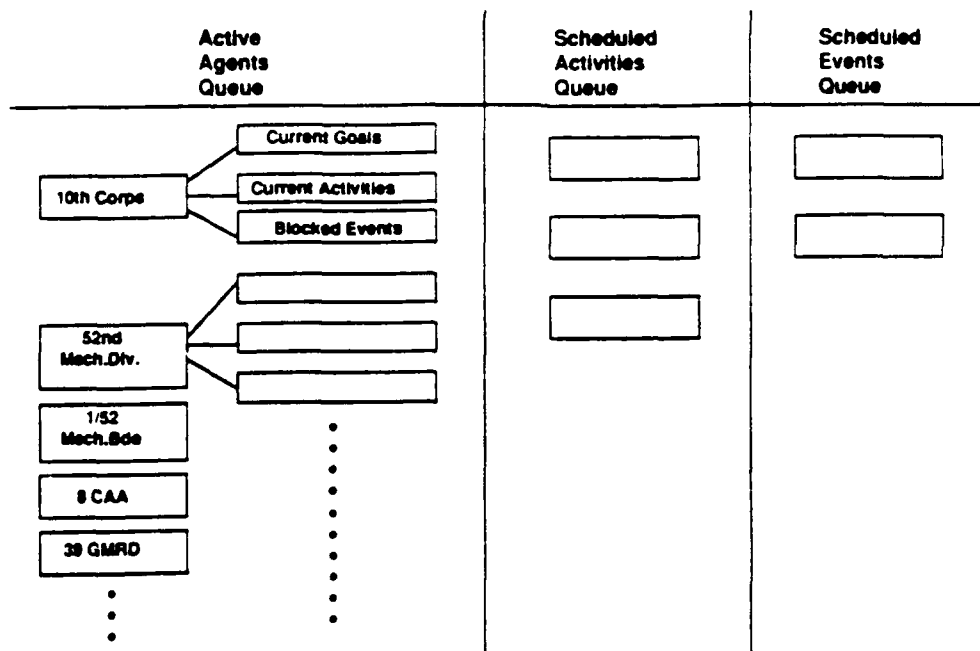 Active
Agents
Queue
Scheduled
Activities
Queue
Scheduled
Events
Queue
Current Goals
10th Corps
Current Activities
Blocked Events
52nd
Mech.Div.
1/52
Mech.Bde
8 CAA
39 GMRD